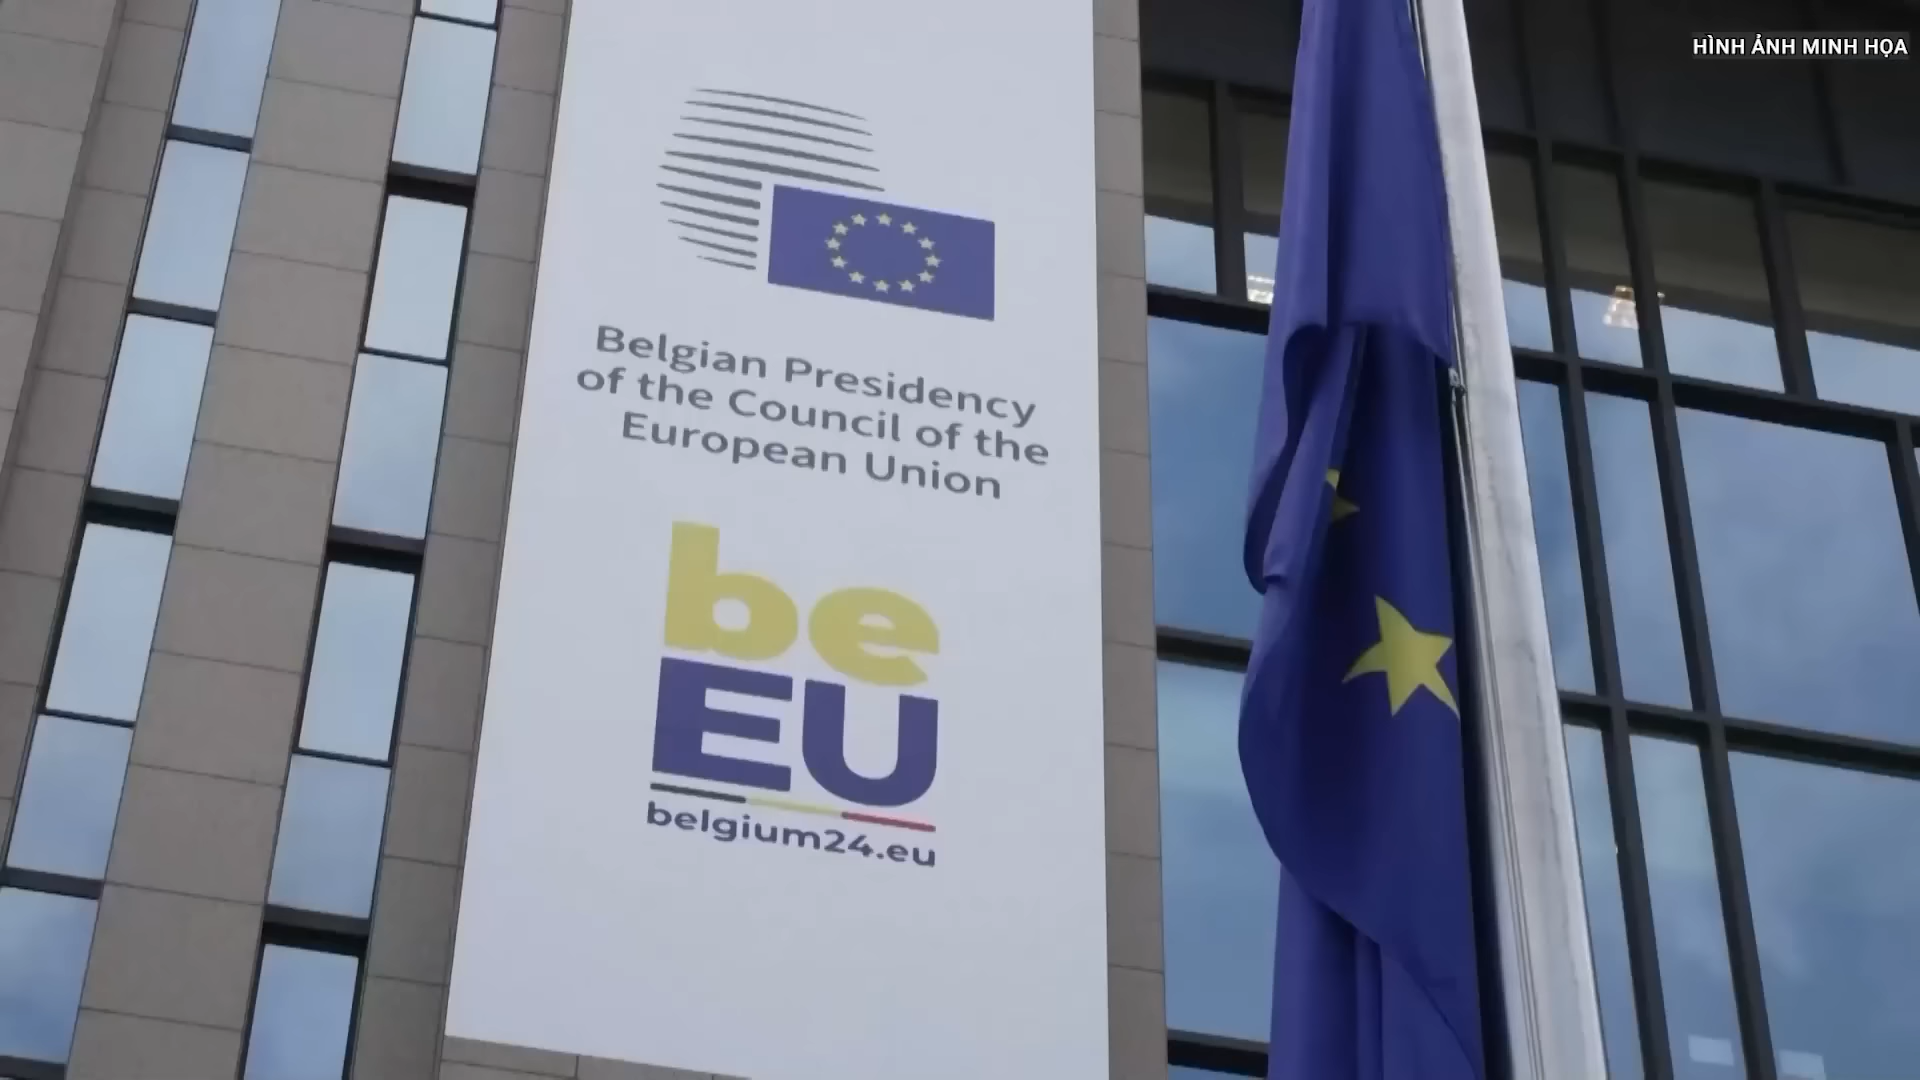 HÌNH ẢNH MINH HỌA
Belgian Presidency
of the Council of the
European Union
be
EU
belgium24.eu